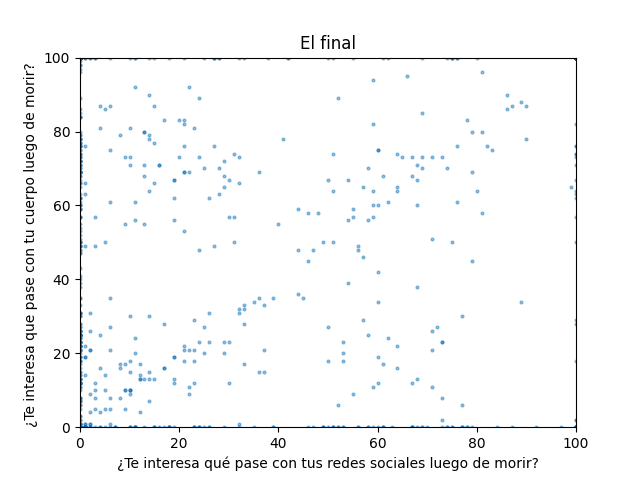 El final
¿Te interesa que pase con tu cuerpo luego de morir?
100
80
60
40
20
0
0 20 40 60 80 100
¿Te interesa qué pase con tus redes sociales luego de morir?